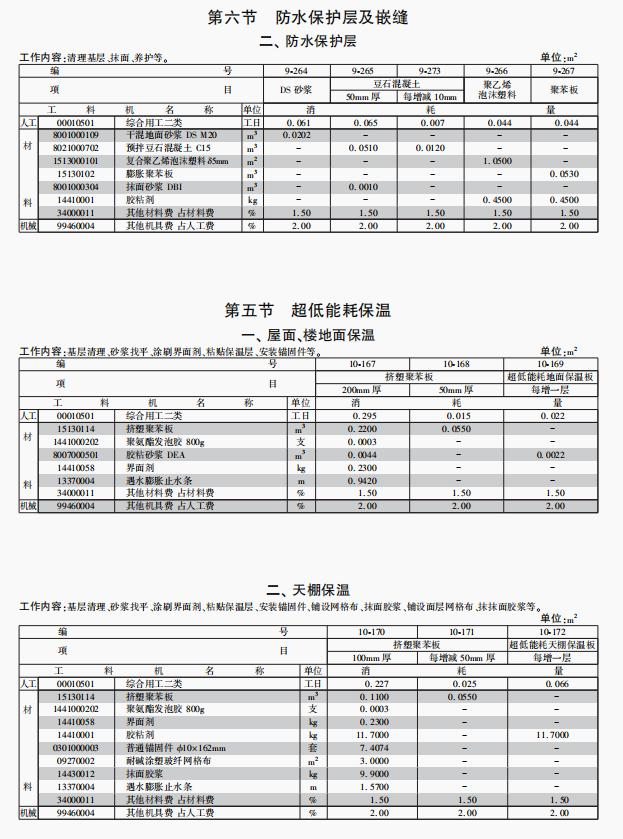 第六节 防水保护层及嵌缝
二、防水保护层
工作内容:清理基层、抹面、养护等。 单位:m²
编 号 9-264 9-265 9-273 9-266 9-267
项 目 DS 砂浆 豆石混凝土 聚乙烯泡沫塑料 聚苯板
50mm 厚 每增减 10mm
工 料 机 名 称 单位 消 耗 量
人工 00010501 综合用工二类 工日 0.061 0.065 0.007 0.044 0.044
材料 8001000109 干混地面砂浆 DS M20 m³ 0.0202 – – – –
8021000702 预拌豆石混凝土 C15 m³ – 0.0510 0.0120 – –
1513000101 复合聚乙烯泡沫塑料 δ5mm m² – – – 1.0500 –
15130102 膨胀聚苯板 m³ – – – – 0.0530
8001000304 抹面砂浆 DBI m³ – 0.0010 – – –
14410001 胶粘剂 kg – – – 0.4500 0.4500
34000011 其他材料费 占材料费 % 1.50 1.50 1.50 1.50 1.50
机械 99460004 其他机具费 占人工费 % 2.00 2.00 2.00 2.00 2.00
第五节 超低能耗保温
一、屋面、楼地面保温
工作内容:基层清理、砂浆找平、涂刷界面剂、粘贴保温层、安装锚固件等。 单位:m²
编 号 10-167 10-168 10-169
项 目 挤塑聚苯板 超低能耗地面保温板
200mm 厚 50mm 厚 每增一层
工 料 机 名 称 单位 消 耗 量
人工 00010501 综合用工二类 工日 0.295 0.015 0.022
材料 15130114 挤塑聚苯板 m³ 0.2200 0.0550 –
1441000202 聚氨酯发泡胶 800g 支 0.0003 – –
8007000501 胶粘砂浆 DEA m³ 0.0044 – 0.0022
14410058 界面剂 kg 0.2300 – –
13370004 遇水膨胀止水条 m 0.9420 – –
34000011 其他材料费 占材料费 % 1.50 1.50 1.50
机械 99460004 其他机具费 占人工费 % 2.00 2.00 2.00
二、天棚保温
工作内容:基层清理、砂浆找平、涂刷界面剂、粘贴保温层、安装锚固件、铺设网格布、抹面胶浆、铺设面层网格布、抹抹面胶浆等。
单位:m²
编 号 10-170 10-171 10-172
项 目 挤塑聚苯板 超低能耗天棚保温板
100mm 厚 每增减 50mm 厚 每增一层
工 料 机 名 称 单位 消 耗 量
人工 00010501 综合用工二类 工日 0.227 0.025 0.066
材料 15130114 挤塑聚苯板 m³ 0.1100 0.0550 –
1441000202 聚氨酯发泡胶 800g 支 0.0003 – –
14410058 界面剂 kg 0.2300 – –
14410001 胶粘剂 kg 11.7000 – 11.7000
0301000003 普通锚固件 φ10×162mm 套 7.4074 – –
09270002 耐碱涂塑玻纤网格布 m² 3.0000 – –
14430012 抹面胶浆 kg 9.9000 – –
13370004 遇水膨胀止水条 m 1.5700 – –
34000011 其他材料费 占材料费 % 1.50 1.50 1.50
机械 99460004 其他机具费 占人工费 % 2.00 2.00 2.00